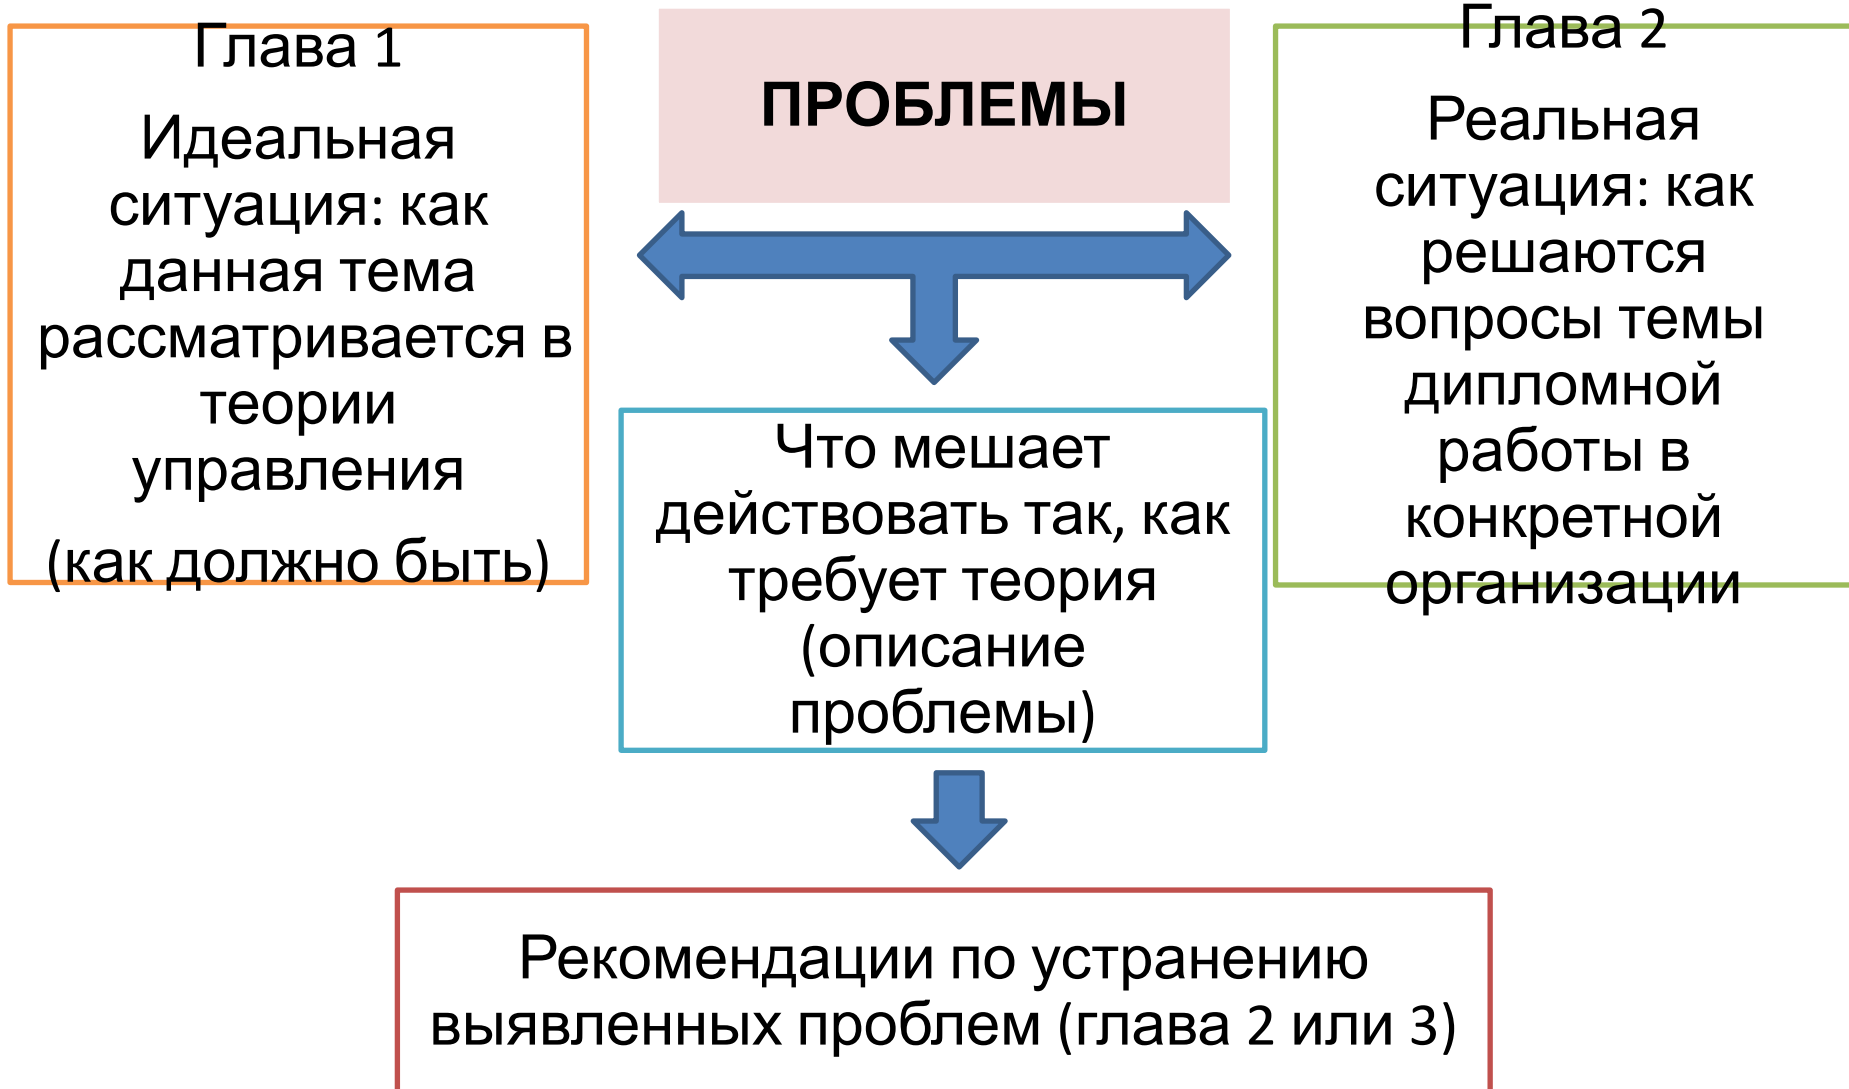 Глава 1
Идеальная
ситуация: как
данная тема
рассматривается в
теории
управления
(как должно быть)
ПРОБЛЕМЫ
Глава 2
Реальная
ситуация: как
решаются
вопросы темы
дипломной
работы в
конкретной
организации
Что мешает
действовать так, как
требует теория
(описание
проблемы)
Рекомендации по устранению
выявленных проблем (глава 2 или 3)